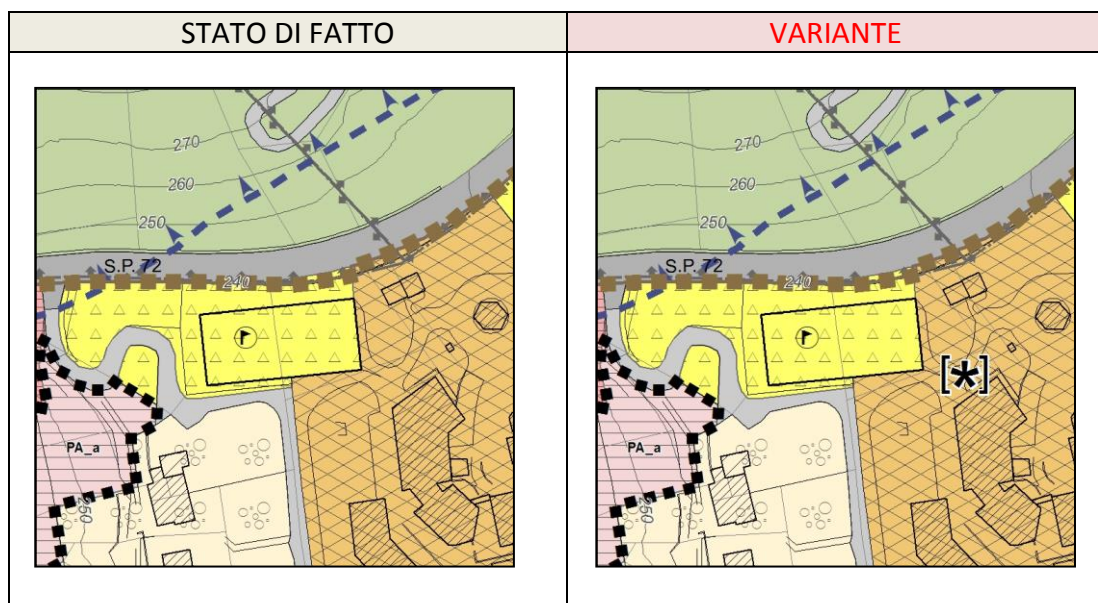 STATO DI FATTO
VARIANTE
270
260
250
S.P. 72
240
PA_a
250
270
260
250
S.P. 72
240
[*]
PA_a
250